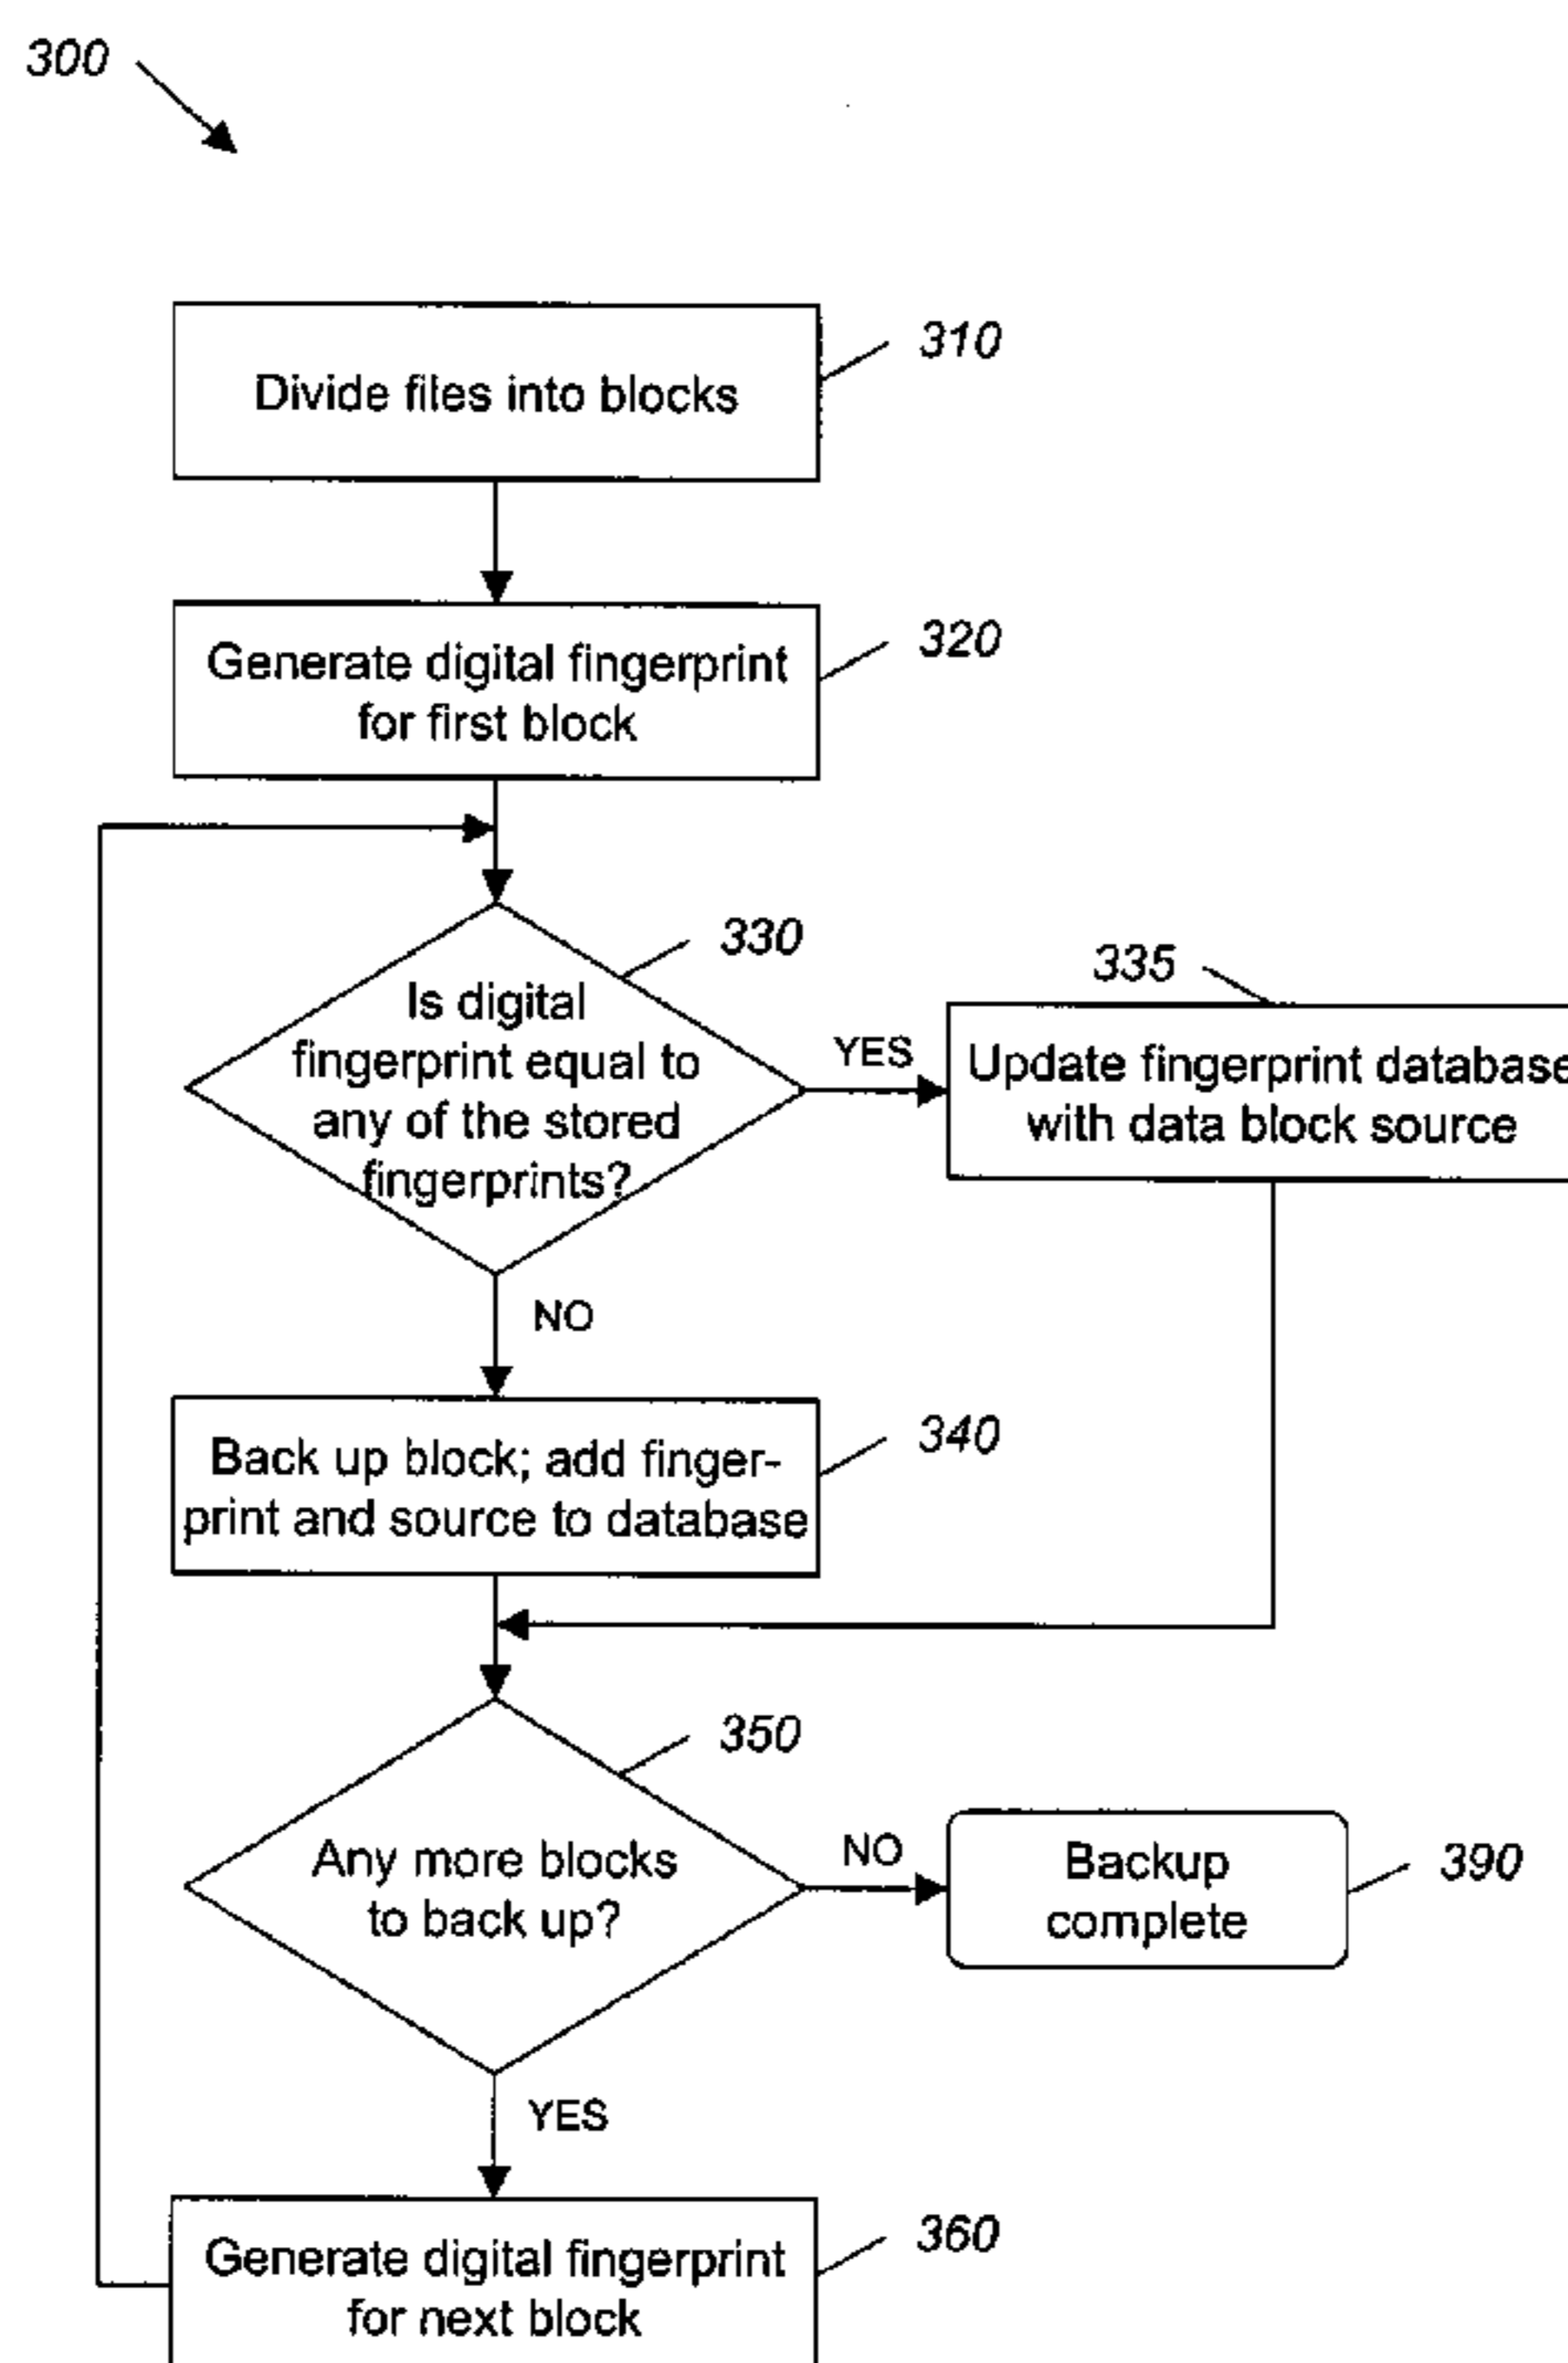 300
310
Divide files into blocks
320
Generate digital fingerprint
for first block
330
Is digital
fingerprint equal to
any of the stored
fingerprints?
YES
335
Update fingerprint database
with data block source
NO
340
Back up block; add finger-
print and source to database
350
Any more blocks
to back up?
NO
Backup
complete
390
YES
360
Generate digital fingerprint
for next block